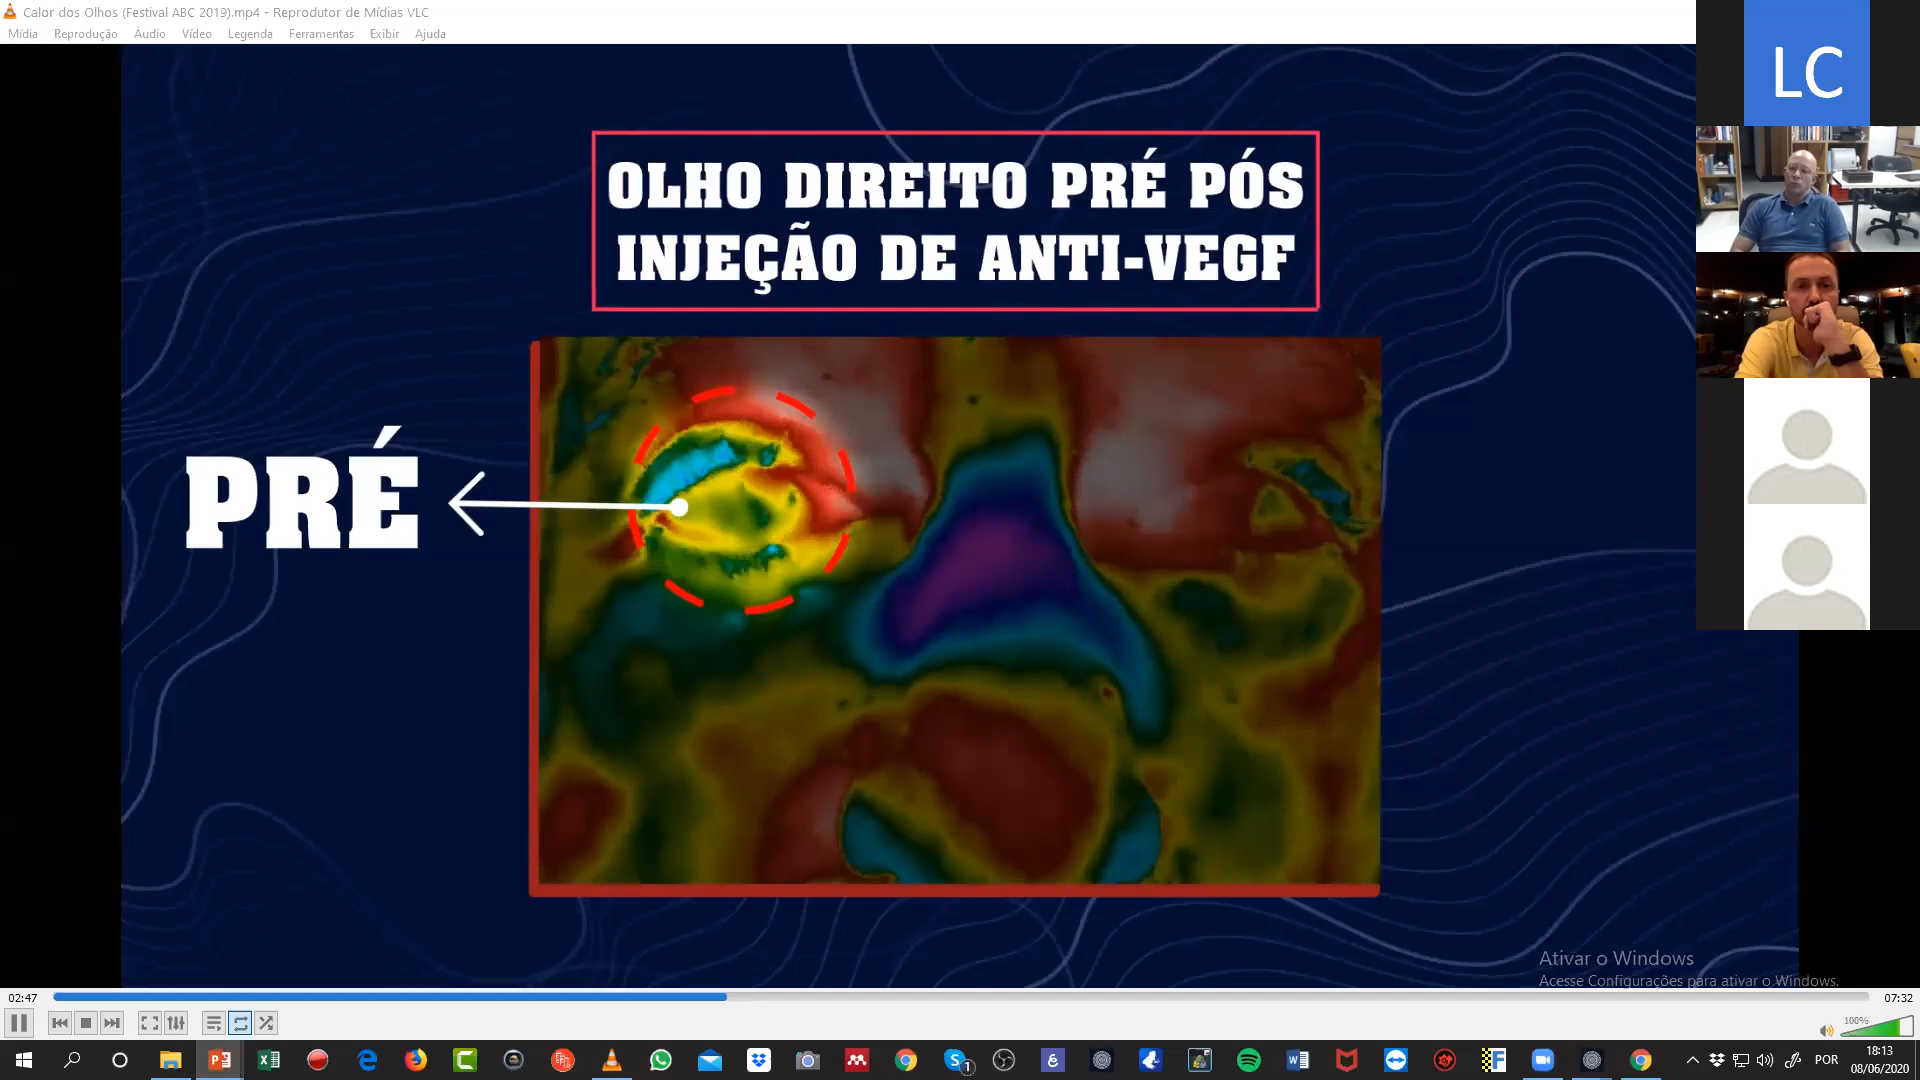 Calor dos Olhos (Festival ABC 2019).mp4 - Reprodutor de Mídias VLC
Mídia Reprodução Áudio Vídeo Legenda Ferramentas Exibir Ajuda
LC
OLHO DIREITO PRÉ PÓS
INJEÇÃO DE ANTI-VEGF
PRÉ
Ativar o Windows
Acesse Configurações para ativar o Windows.
02:47
07:32
100%
POR
18:13
08/06/2020